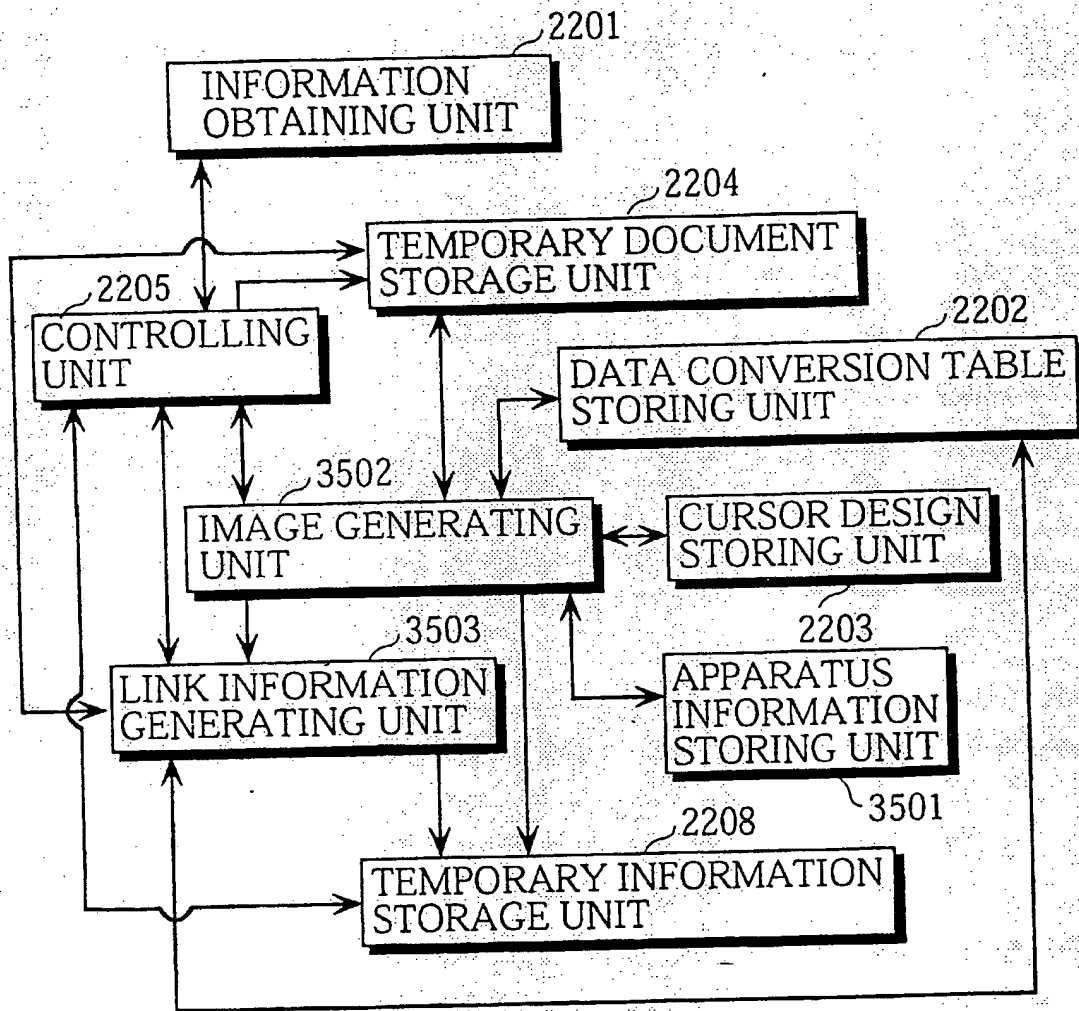 2201
INFORMATION
OBTAINING UNIT
2204
TEMPORARY DOCUMENT
STORAGE UNIT
2205
CONTROLLING
UNIT
2202
DATA CONVERSION TABLE
STORING UNIT
3502
IMAGE GENERATING
UNIT
CURSOR DESIGN
STORING UNIT
2203
3503
LINK INFORMATION
GENERATING UNIT
APPARATUS
INFORMATION
STORING UNIT
3501
2208
TEMPORARY INFORMATION
STORAGE UNIT